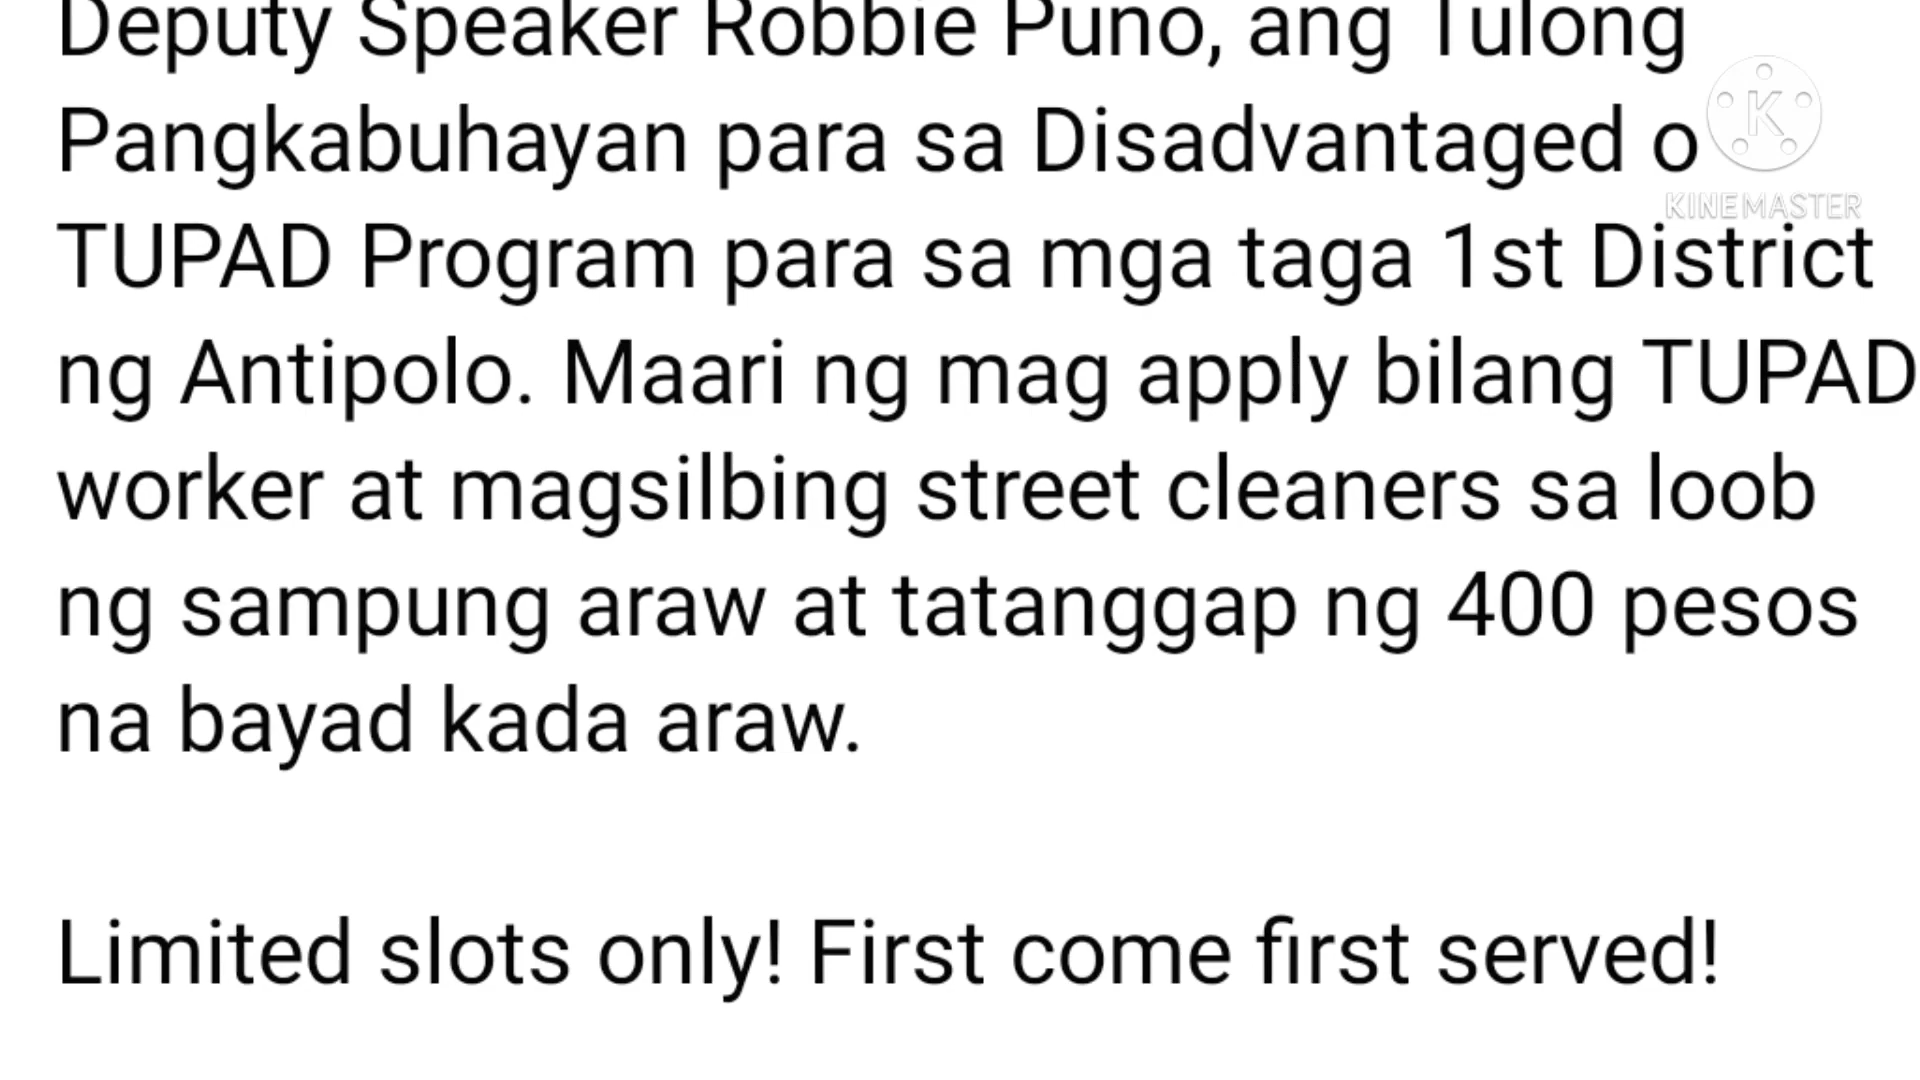 Deputy Speaker Robbie Puno, ang Tulong
Pangkabuhayan para sa Disadvantaged o
K
KINEMASTER
TUPAD Program para sa mga taga 1st District
ng Antipolo. Maari ng mag apply bilang TUPAD
worker at magsilbing street cleaners sa loob
ng sampung araw at tatanggap ng 400 pesos
na bayad kada araw.
Limited slots only! First come first served!